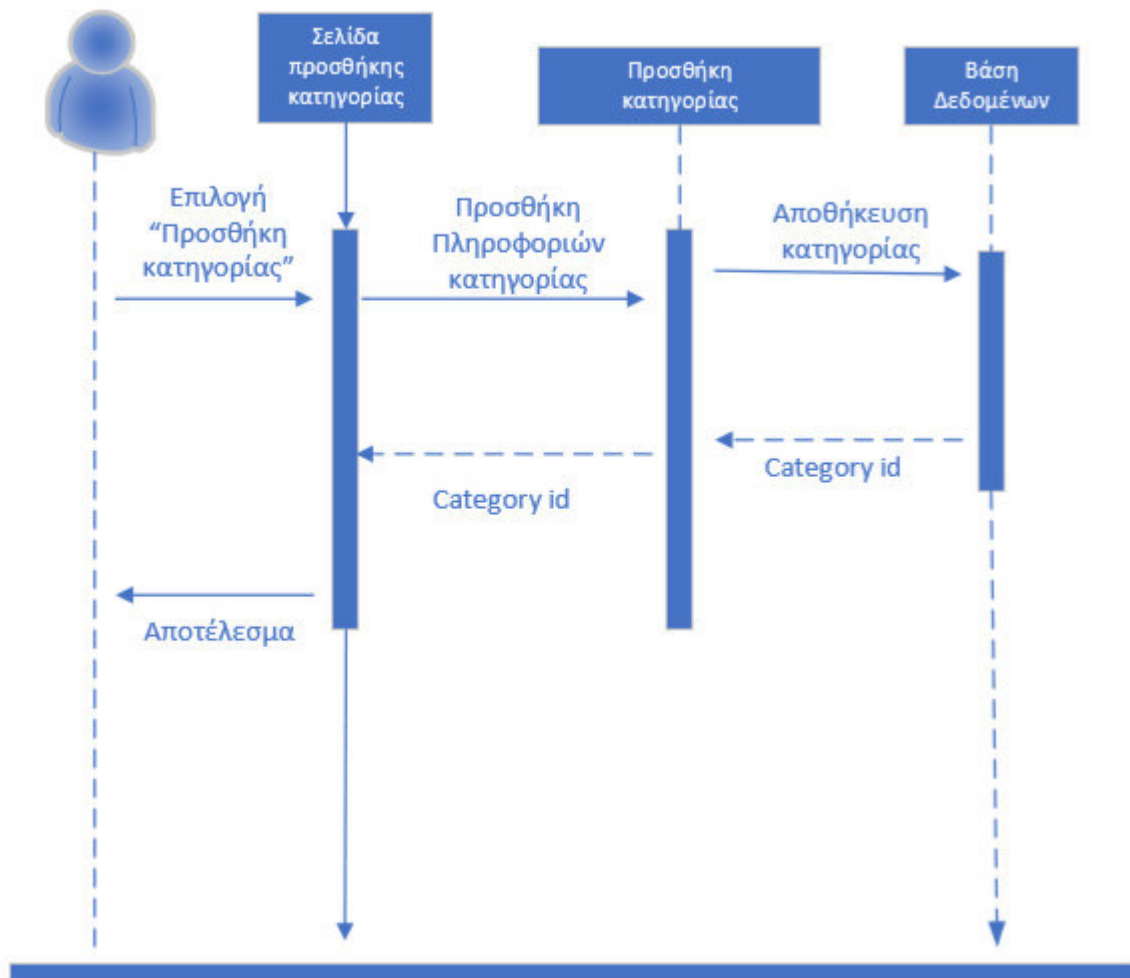 Σελίδα
προσθήκης
κατηγορίας
Προσθήκη
κατηγορίας
Βάση
Δεδομένων
Επιλογή
“Προσθήκη
κατηγορίας”
Προσθήκη
Πληροφοριών
κατηγορίας
Αποθήκευση
κατηγορίας
Category id
Category id
Αποτέλεσμα